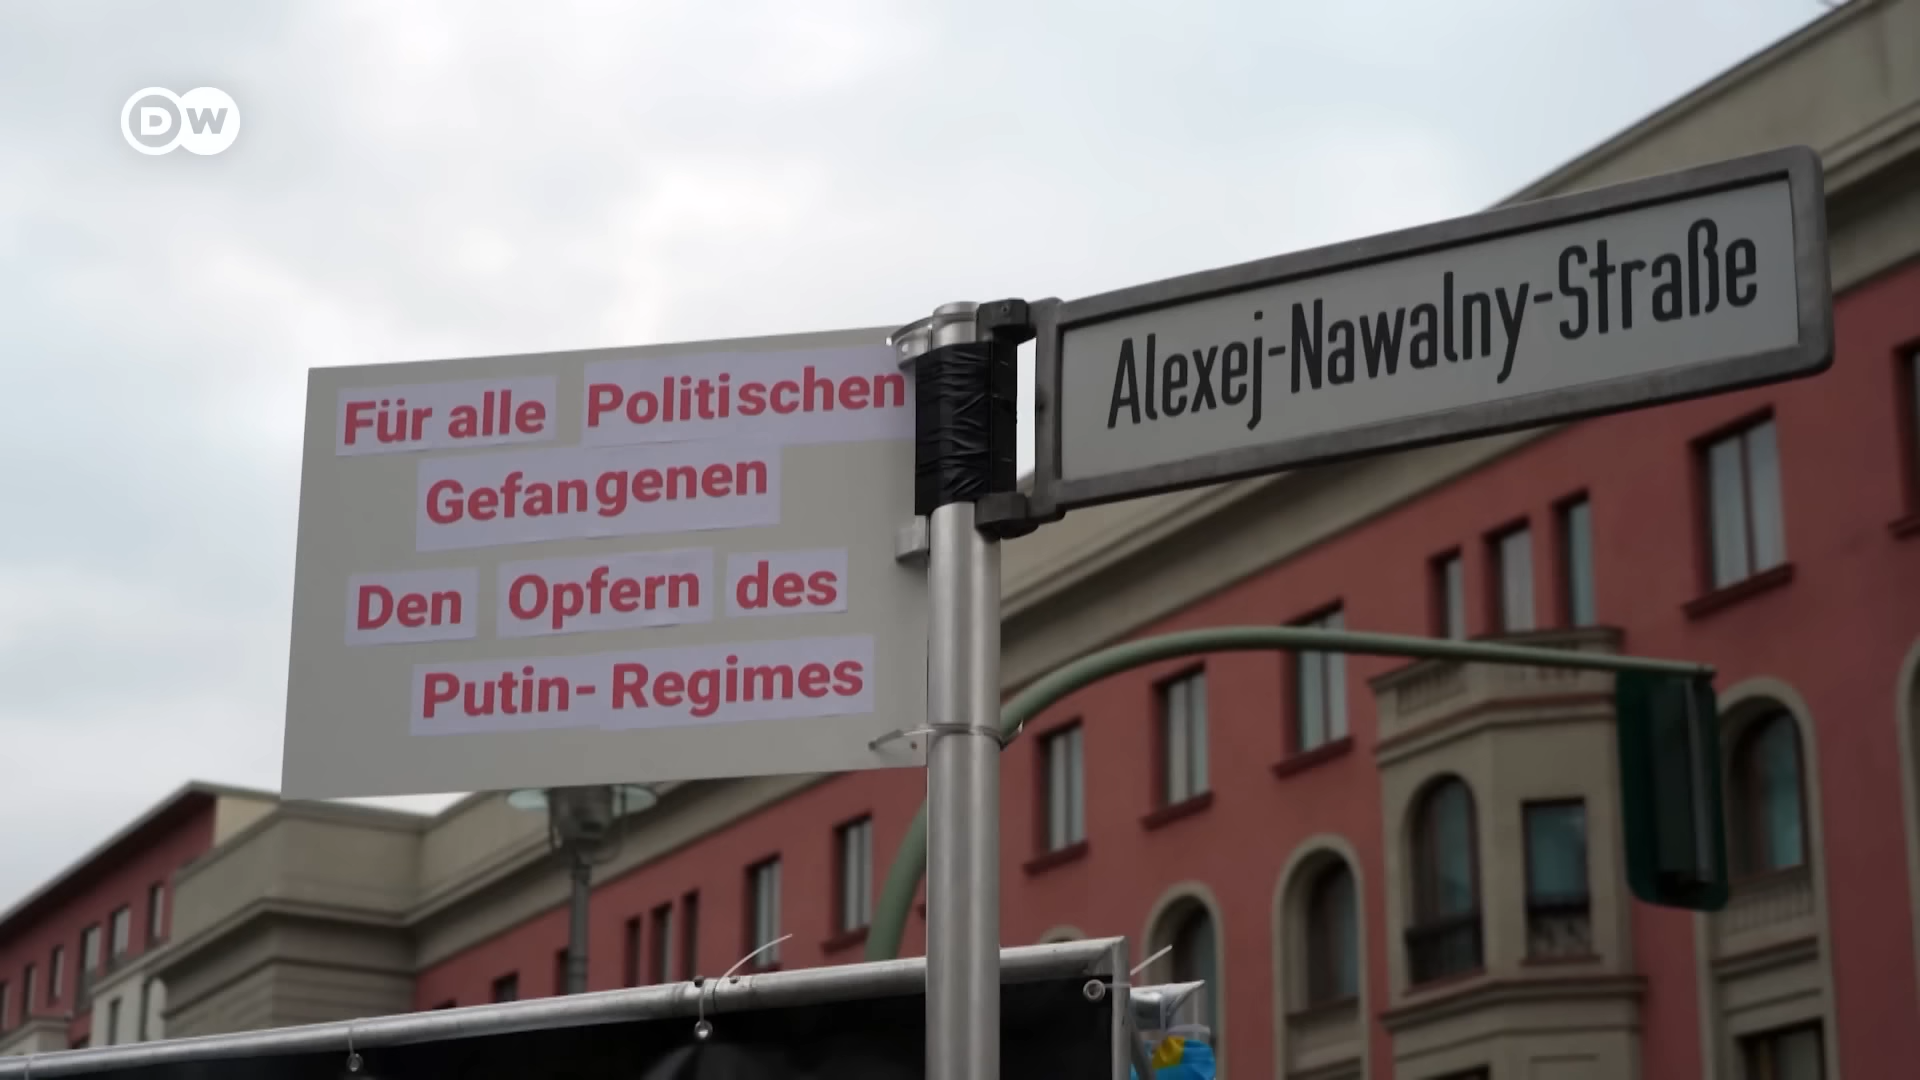 DW
Für alle Politischen
Gefangenen
Den Opfern des
Putin-Regimes
Alexej-Nawalny-Straße